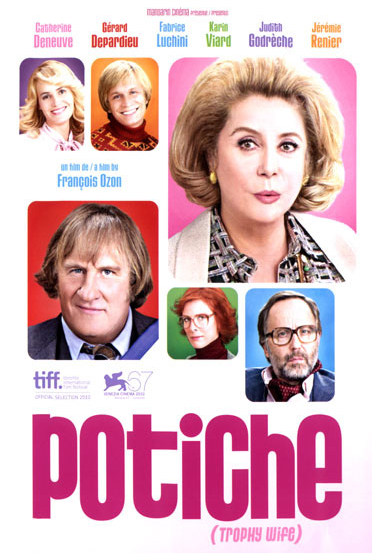 mandarin cinéma présente / presents
Catherine Deneuve
Gérard Depardieu
Fabrice Luchini
Karin Viard
Judith Godrèche
Jérémie Renier
un film de / a film by
François Ozon
tiff.
toronto international film festival
OFFICIAL SELECTION 2010
67
VENEZIA CINEMA 2010
POTiCHE
(TROPHY WiFE)